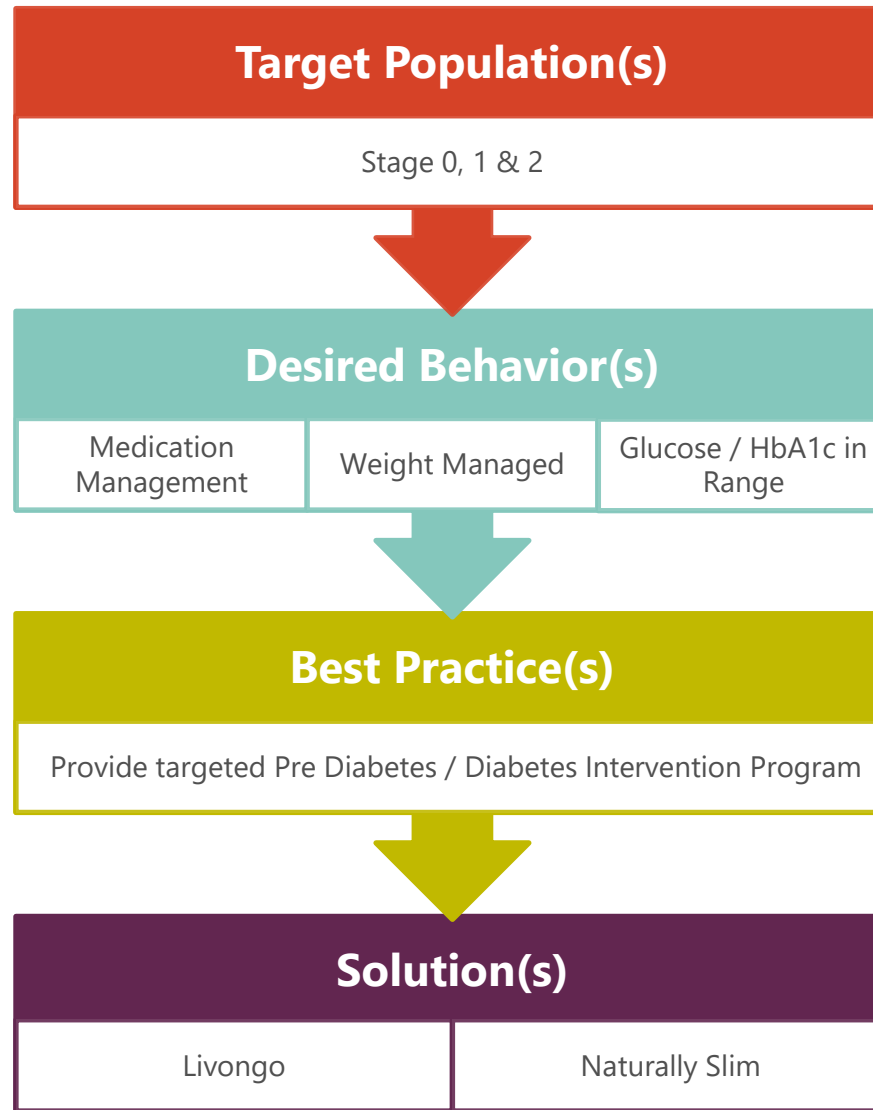 Target Population(s)
Stage 0, 1 & 2
Desired Behavior(s)
Medication
Management
Weight Managed
Glucose / HbA1c in
Range
Best Practice(s)
Provide targeted Pre Diabetes / Diabetes Intervention Program
Solution(s)
Livongo
Naturally Slim